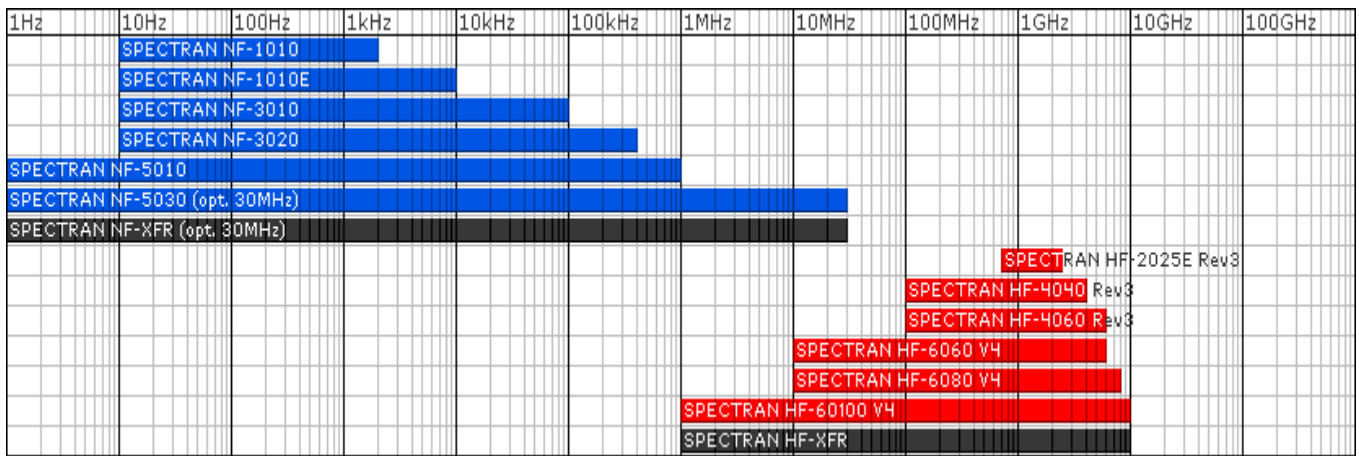 1Hz 10Hz 100Hz 1kHz 10kHz 100kHz 1MHz 10MHz 100MHz 1GHz 10GHz 100GHz
SPECTRAN NF-1010
SPECTRAN NF-1010E
SPECTRAN NF-3010
SPECTRAN NF-3020
SPECTRAN NF-5010
SPECTRAN NF-5030 (opt. 30MHz)
SPECTRAN NF-XFR (opt. 30MHz)
SPECTRAN HF-2025E Rev3
SPECTRAN HF-4040 Rev3
SPECTRAN HF-4060 Rev3
SPECTRAN HF-6060 V4
SPECTRAN HF-6080 V4
SPECTRAN HF-60100 V4
SPECTRAN HF-XFR